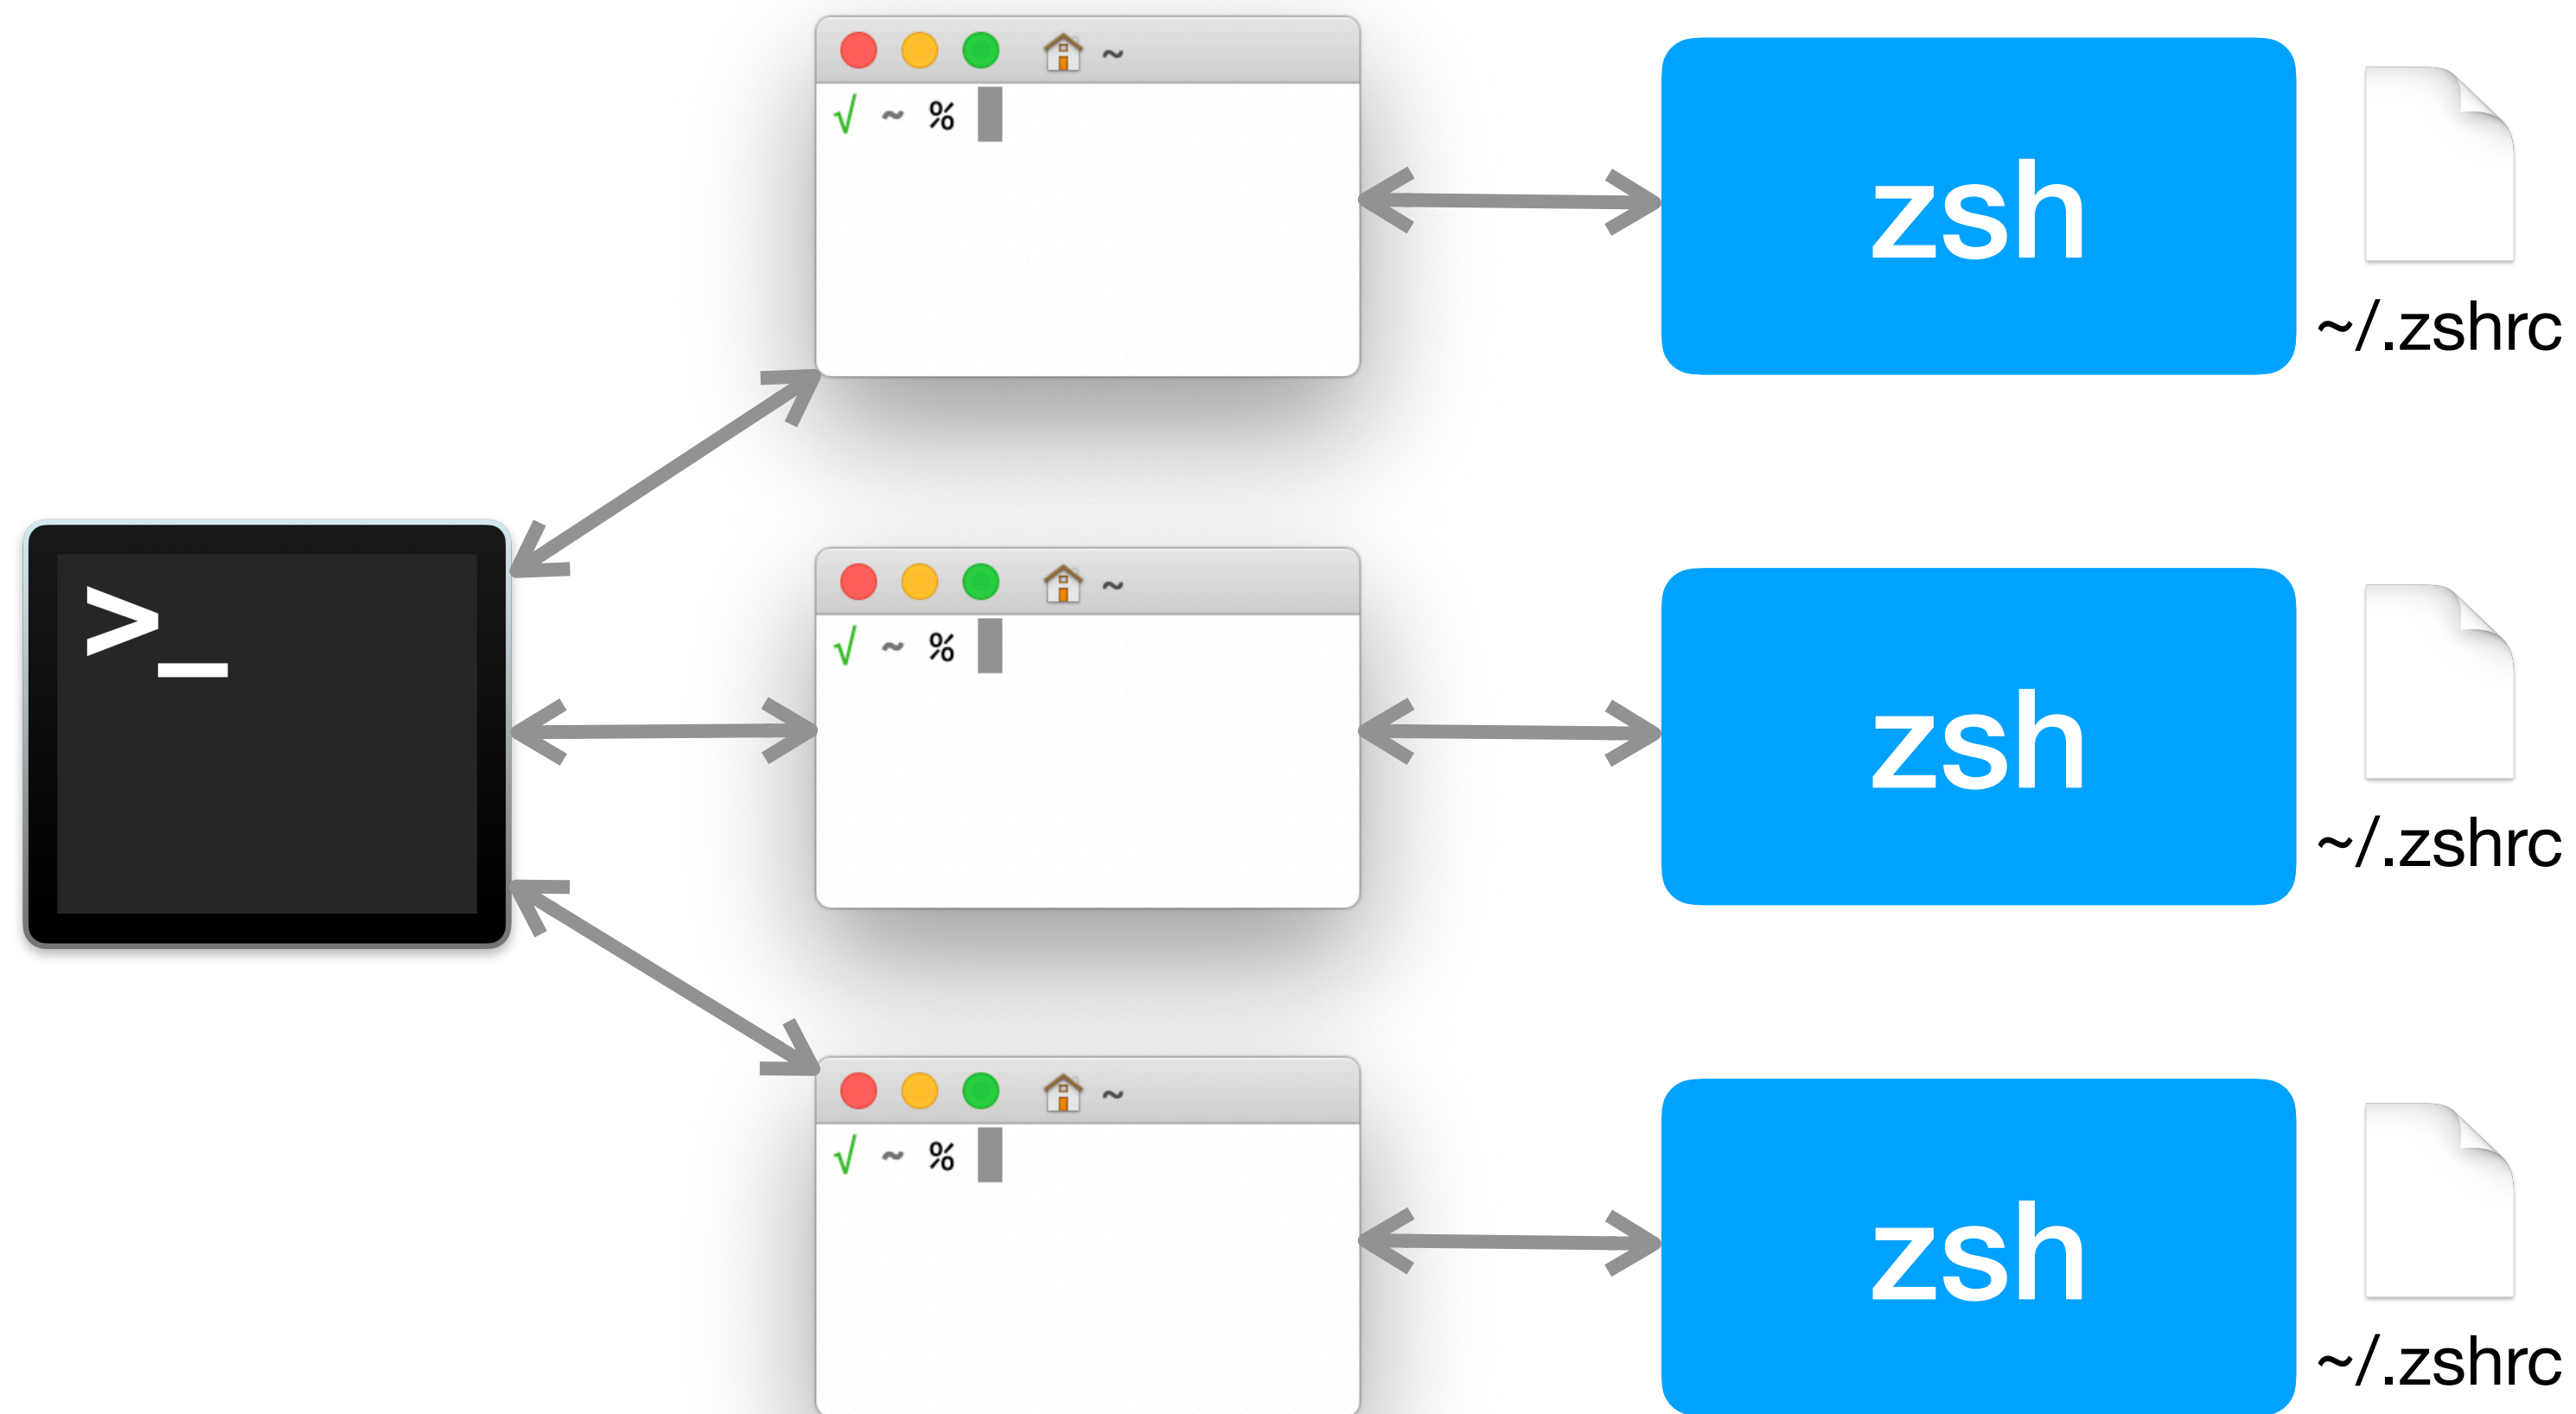 ~
√ ~ %
zsh
~/.zshrc
>_
~
√ ~ %
zsh
~/.zshrc
~
√ ~ %
zsh
~/.zshrc